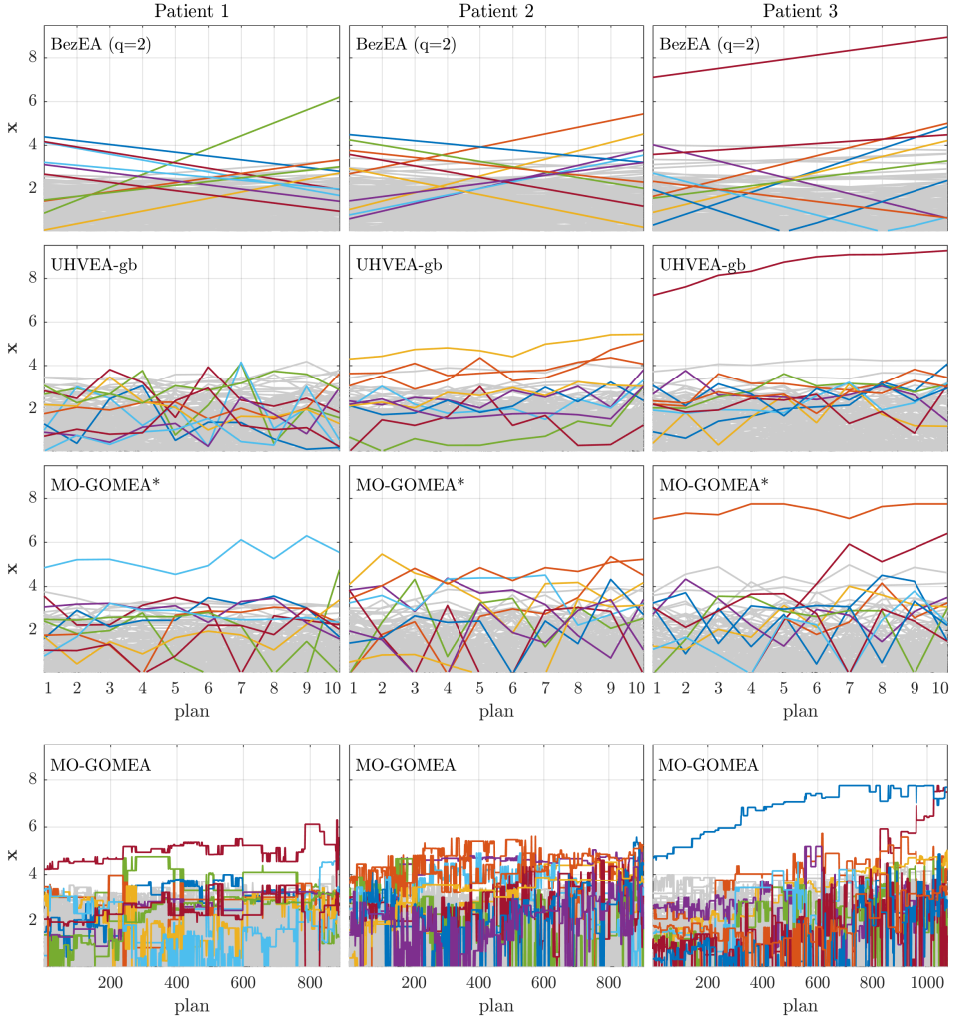 Patient 1 Patient 2 Patient 3
BezEA (q=2) BezEA (q=2) BezEA (q=2)
8
6
x
4
2
UHVEA-gb UHVEA-gb UHVEA-gb
8
6
x
4
2
MO-GOMEA* MO-GOMEA* MO-GOMEA*
8
6
x
4
2
1 2 3 4 5 6 7 8 9 10 1 2 3 4 5 6 7 8 9 10 1 2 3 4 5 6 7 8 9 10
plan plan plan
MO-GOMEA MO-GOMEA MO-GOMEA
8
6
x
4
2
200 400 600 800 200 400 600 800 200 400 600 800 1000
plan plan plan